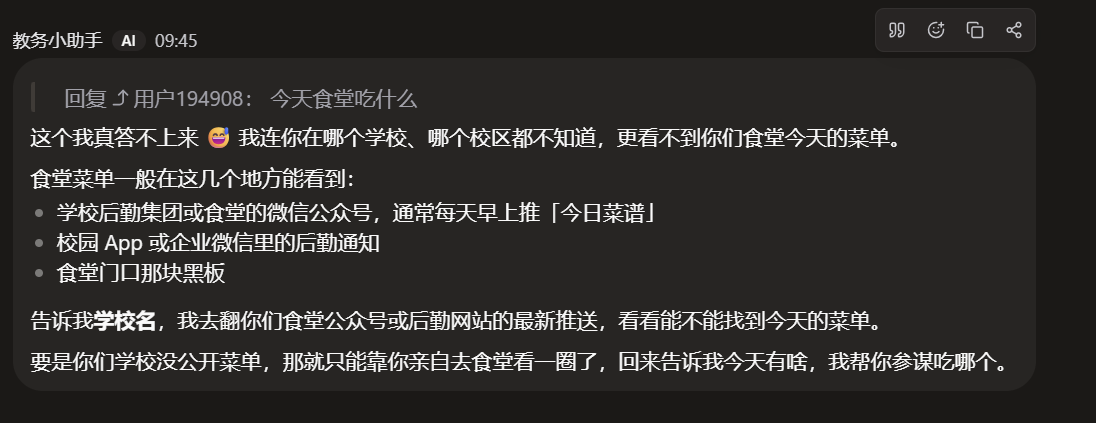 教务小助手 AI 09:45
回复 ⤴ 用户194908： 今天食堂吃什么
这个我真答不上来 😅 我连你在哪个学校、哪个校区都不知道，更看不到你们食堂今天的菜单。
食堂菜单一般在这几个地方能看到：
• 学校后勤集团或食堂的微信公众号，通常每天早上推「今日菜谱」
• 校园 App 或企业微信里的后勤通知
• 食堂门口那块黑板
告诉我学校名，我去翻你们食堂公众号或后勤网站的最新推送，看看能不能找到今天的菜单。
要是你们学校没公开菜单，那就只能靠你亲自去食堂看一圈了，回来告诉我今天有啥，我帮你参谋吃哪个。